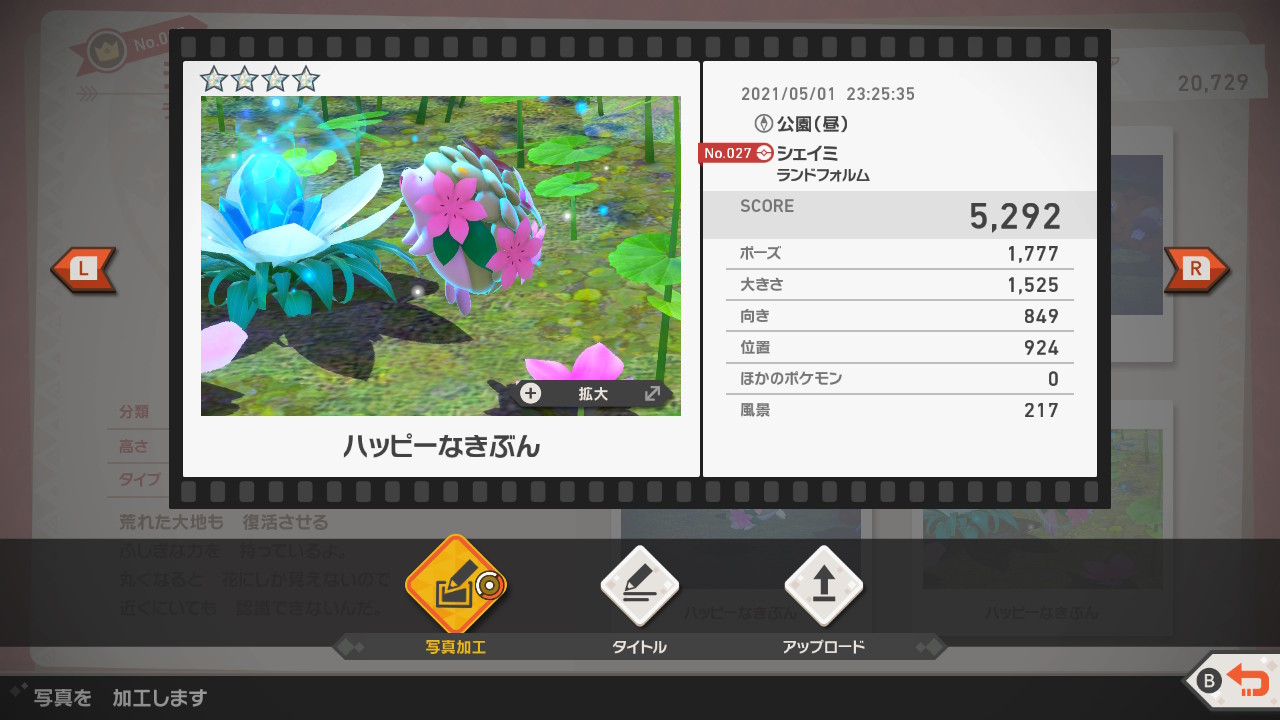 No.0
20,729
2021/05/01 23:25:35
公園(昼)
No.027 シェイミ
ランドフォルム
SCORE 5,292
ポーズ 1,777
大きさ 1,525
向き 849
位置 924
ほかのポケモン 0
風景 217
L
R
+ 拡大
ハッピーなきぶん
分類
高さ
タイプ
荒れた大地も 復活させる
ふしぎな力を 持っているよ。
丸くなると 花にしか見えないので
近くにいても 認識できないんだ。
ハッピーなきぶん
ハッピーなきぶん
写真加工
タイトル
アップロード
写真を 加工します
B